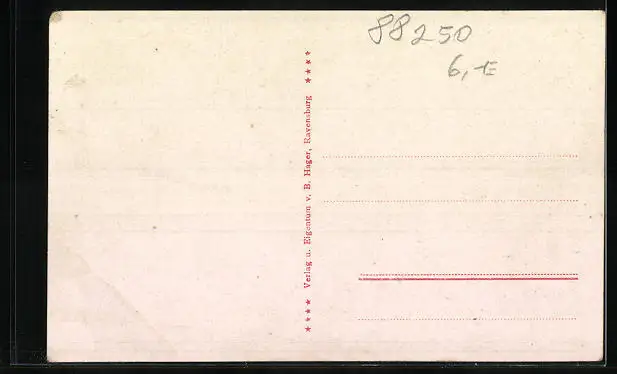 88250
6,-E
**** Verlag u. Eigentum v. B. Hager, Ravensburg ****